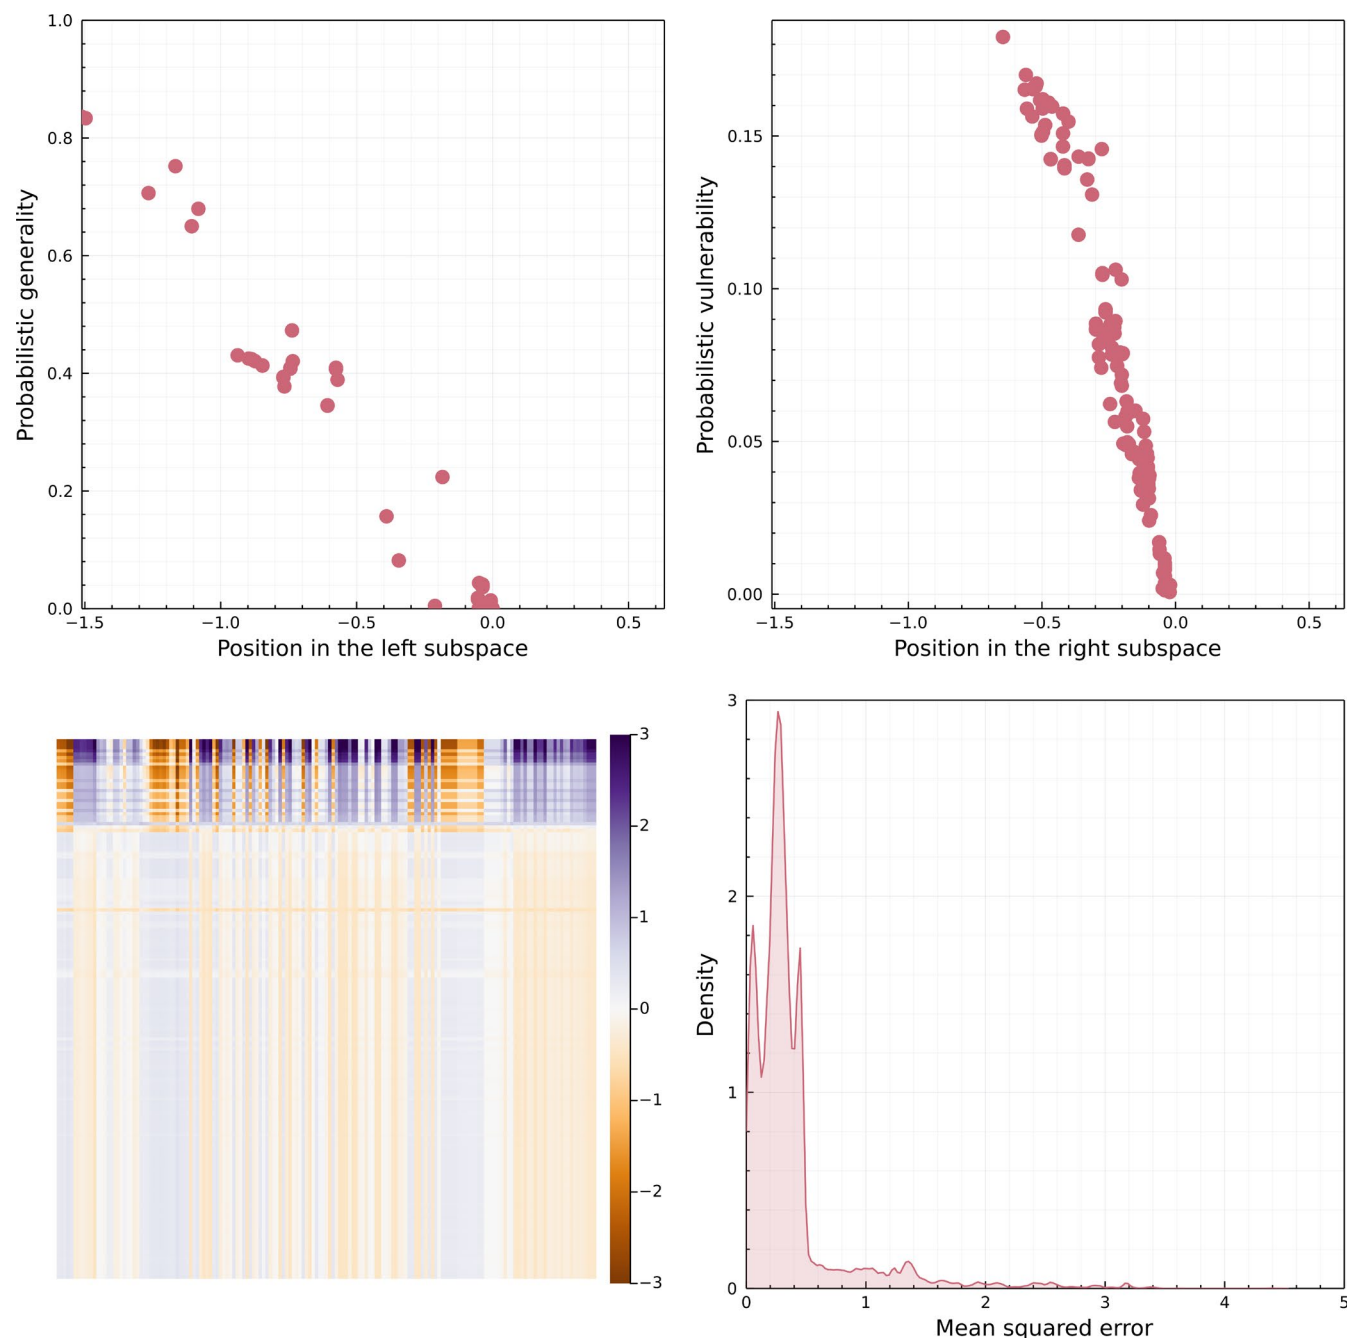 1.0
0.8
0.6
0.4
0.2
0.0
Probabilistic generality
−1.5 −1.0 −0.5 0.0 0.5
Position in the left subspace
0.15
0.10
0.05
0.00
Probabilistic vulnerability
−1.5 −1.0 −0.5 0.0 0.5
Position in the right subspace
3
2
1
0
−1
−2
−3
3
2
1
0
Density
0 1 2 3 4 5
Mean squared error